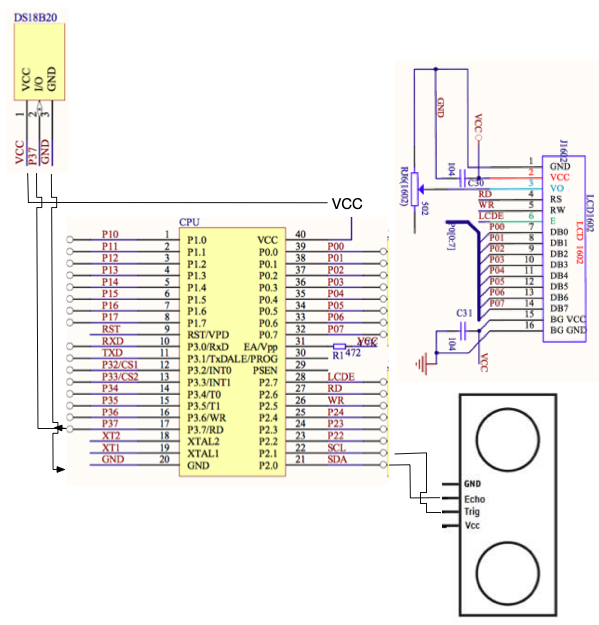 DS18B20
VCC
I/O
GND
1
2
3
VCC
P37
GND
VCC
CPU
P10 1 P1.0 VCC 40
P11 2 P1.1 P0.0 39 P00
P12 3 P1.2 P0.1 38 P01
P13 4 P1.3 P0.2 37 P02
P14 5 P1.4 P0.3 36 P03
P15 6 P1.5 P0.4 35 P04
P16 7 P1.6 P0.5 34 P05
P17 8 P1.7 P0.6 33 P06
RST 9 RST/VPD P0.7 32 P07
RXD 10 P3.0/RxD EA/Vpp 31 VCC
R1 472
TXD 11 P3.1/TxD ALE/PROG 30
P32/CS1 12 P3.2/INT0 PSEN 29
P33/CS2 13 P3.3/INT1 P2.7 28 LCDE
P34 14 P3.4/T0 P2.6 27 RD
P35 15 P3.5/T1 P2.5 26 WR
P36 16 P3.6/WR P2.4 25 P24
P37 17 P3.7/RD P2.3 24 P23
XT2 18 XTAL2 P2.2 23 P22
XT1 19 XTAL1 P2.1 22 SCL
GND 20 GND P2.0 21 SDA
GND
VCC
104
C30
RJ6(1602)
502
J1602
LCD1602
LCD 1602
1 GND
2 VCC
3 VO
RD 4 RS
WR 5 RW
LCDE 6 E
P00 7 DB0
P01 8 DB1
P02 9 DB2
P03 10 DB3
P04 11 DB4
P05 12 DB5
P06 13 DB6
P07 14 DB7
15 BG VCC
16 BG GND
P0[0:7]
C31
104
VCC
GND
Echo
Trig
Vcc